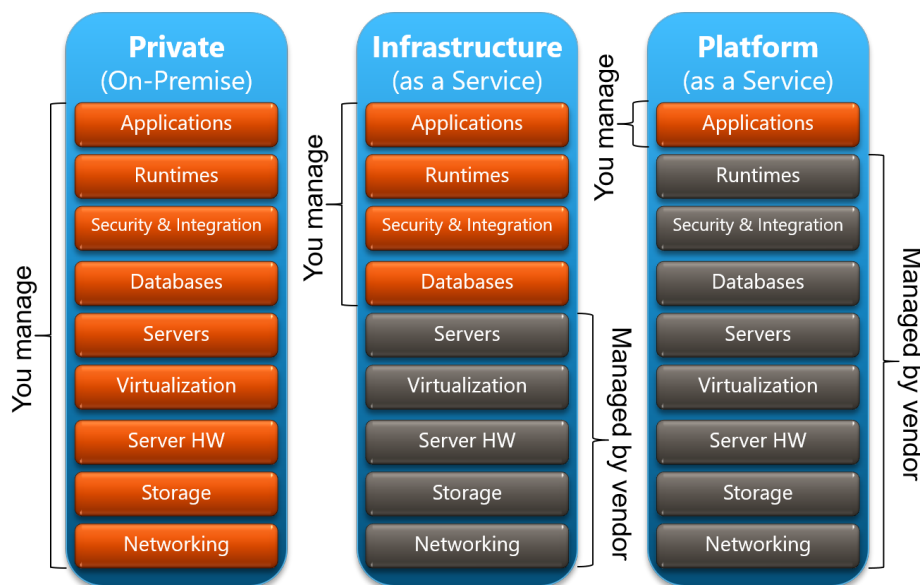 Private
(On-Premise)
You manage
Applications
Runtimes
Security & Integration
Databases
Servers
Virtualization
Server HW
Storage
Networking
Infrastructure
(as a Service)
You manage
Applications
Runtimes
Security & Integration
Databases
Servers
Virtualization
Server HW
Storage
Networking
Managed by vendor
Platform
(as a Service)
You manage
Applications
Runtimes
Security & Integration
Databases
Servers
Virtualization
Server HW
Storage
Networking
Managed by vendor